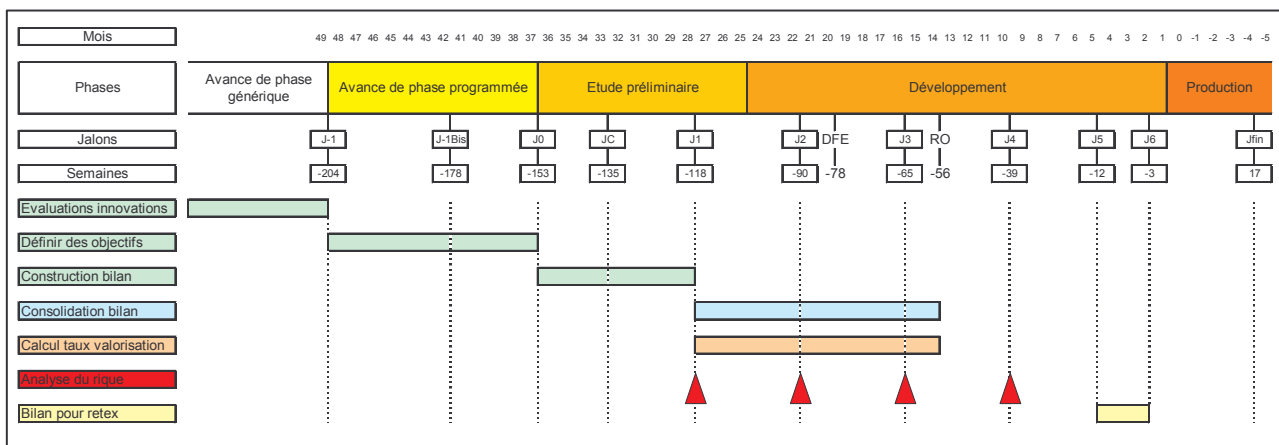 Mois 49 48 47 46 45 44 43 42 41 40 39 38 37 36 35 34 33 32 31 30 29 28 27 26 25 24 23 22 21 20 19 18 17 16 15 14 13 12 11 10 9 8 7 6 5 4 3 2 1 0 -1 -2 -3 -4 -5
Phases
Avance de phase
générique
Avance de phase programmée
Etude préliminaire
Développement
Production
Jalons J-1 J-1Bis J0 JC J1 J2 DFE J3 RO J4 J5 J6 Jfin
Semaines -204 -178 -153 -135 -118 -90 -78 -65 -56 -39 -12 -3 17
Evaluations innovations
Définir des objectifs
Construction bilan
Consolidation bilan
Calcul taux valorisation
Analyse du rique
Bilan pour retex